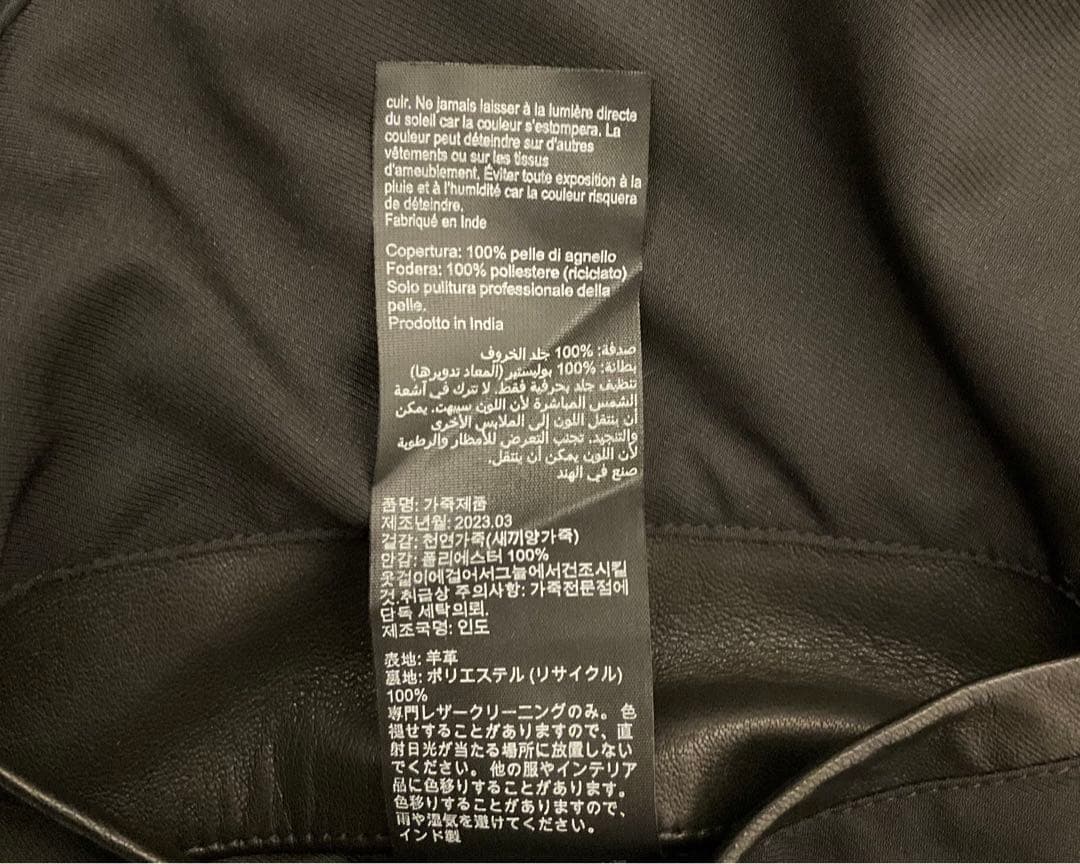 cuir. Ne jamais laisser à la lumière directe
du soleil car la couleur s'estompera. La
couleur peut déteindre sur d'autres
vêtements ou sur les tissus
d'ameublement. Éviter toute exposition à la
pluie et à l'humidité car la couleur risquera
de déteindre.
Fabriqué en Inde
Copertura: 100% pelle di agnello
Fodera: 100% poliestere (riciclato)
Solo pulitura professionale della
pelle.
Prodotto in India
صدفة: 100% جلد الخروف
بطانة: 100% بوليستير (المعاد تدويرها)
تنظيف جلد بحرفية فقط. لا تترك في أشعة
الشمس المباشرة لأن اللون سيبهت. يمكن
أن ينتقل اللون إلى الملابس الأخرى
والتنجيد. تجنب التعرض للأمطار والرطوبة
لأن اللون يمكن أن ينتقل.
صنع في الهند
품명: 가죽제품
제조년월: 2023.03
겉감: 천연가죽(새끼양가죽)
안감: 폴리에스터 100%
옷걸이에걸어서그늘에서건조시킬
것.취급상 주의사항: 가죽전문점에
단독 세탁의뢰.
제조국명: 인도
表地: 羊革
裏地: ポリエステル (リサイクル)
100%
専門レザークリーニングのみ。色
褪せすることがありますので、直
射日光が当たる場所に放置しない
でください。他の服やインテリア
品に色移りすることがあります。
色移りすることがありますので、
雨や湿気を避けてください。
インド製